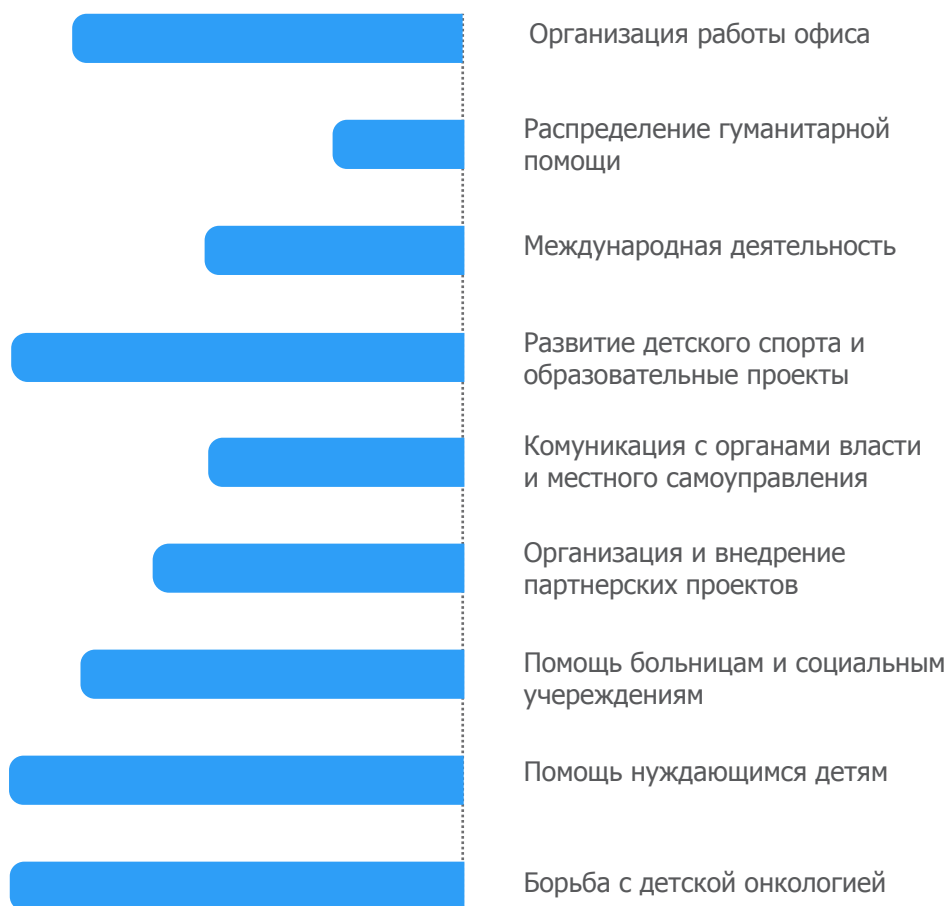 Организация работы офиса
Распределение гуманитарной
помощи
Международная деятельность
Развитие детского спорта и
образовательные проекты
Комуникация с органами власти
и местного самоуправления
Организация и внедрение
партнерских проектов
Помощь больницам и социальным
учереждениям
Помощь нуждающимся детям
Борьба с детской онкологией